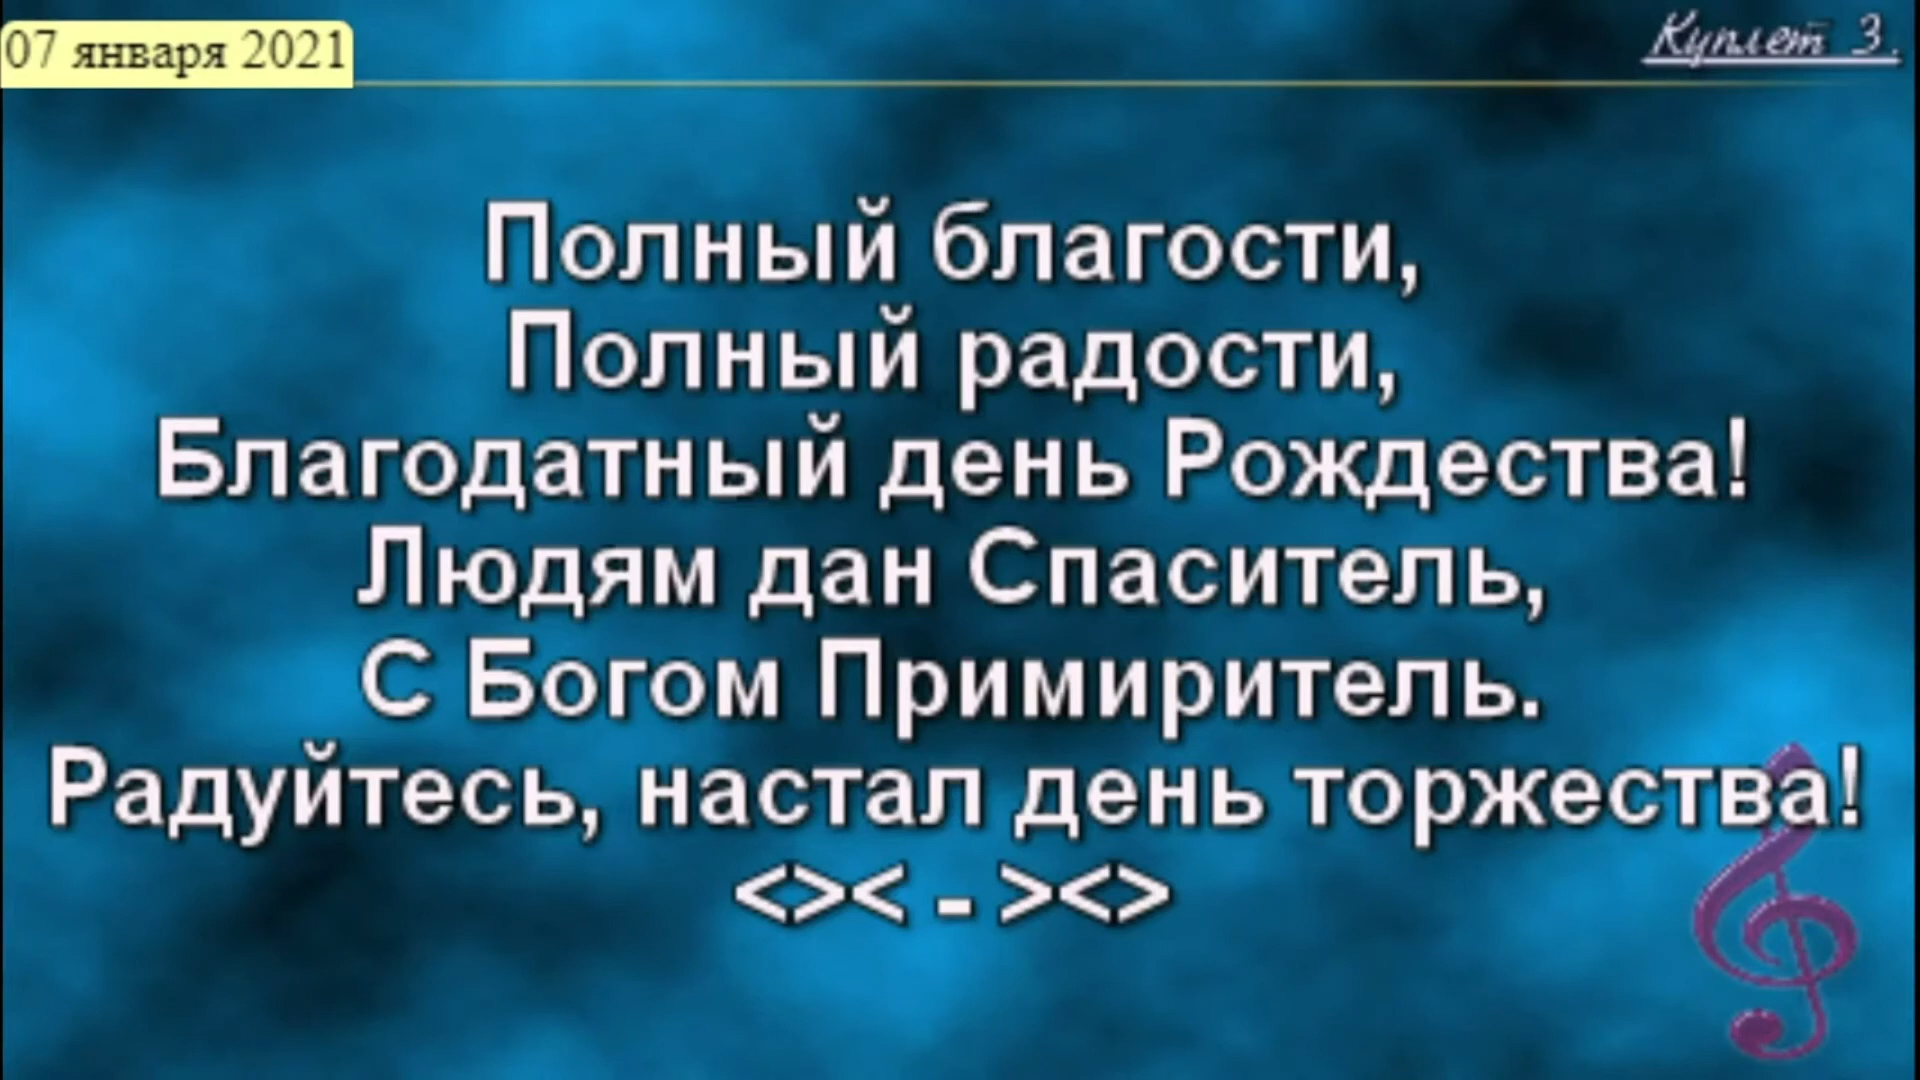 07 января 2021
Куплет 3.
Полный благости,
Полный радости,
Благодатный день Рождества!
Людям дан Спаситель,
С Богом Примиритель.
Радуйтесь, настал день торжества!
<>< - ><>